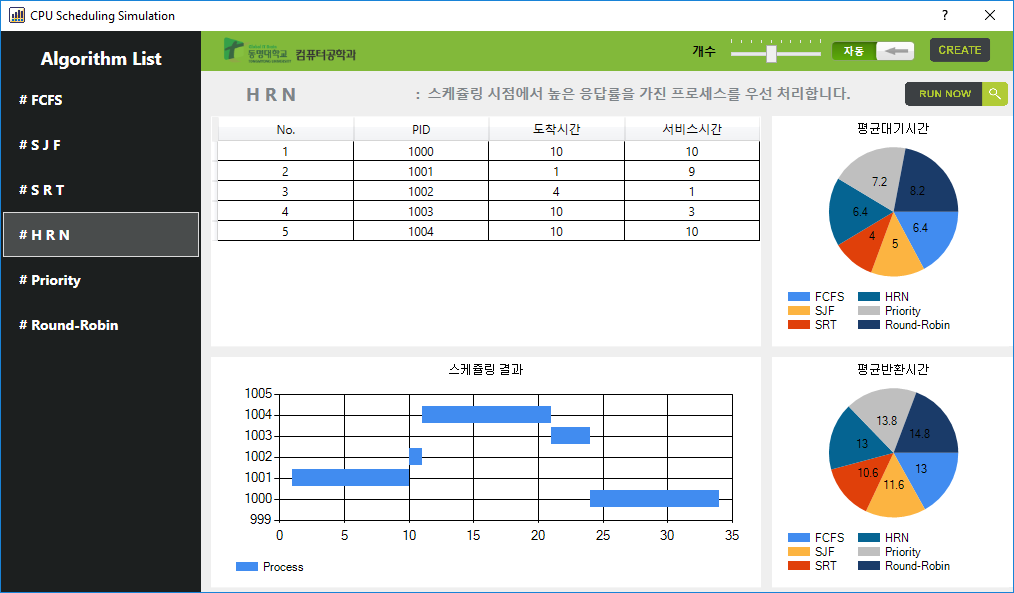 CPU Scheduling Simulation
?
Algorithm List
# FCFS
# S J F
# S R T
# H R N
# Priority
# Round-Robin
동명대학교 컴퓨터공학과
개수
자동
CREATE
H R N
: 스케쥴링 시점에서 높은 응답률을 가진 프로세스를 우선 처리합니다.
RUN NOW
No. PID 도착시간 서비스시간
1 1000 10 10
2 1001 1 9
3 1002 4 1
4 1003 10 3
5 1004 10 10
평균대기시간
7.2
8.2
6.4
6.4
4
5
FCFS HRN
SJF Priority
SRT Round-Robin
스케쥴링 결과
1005
1004
1003
1002
1001
1000
999
0 5 10 15 20 25 30 35
Process
평균반환시간
13.8
14.8
13
13
10.6
11.6
FCFS HRN
SJF Priority
SRT Round-Robin